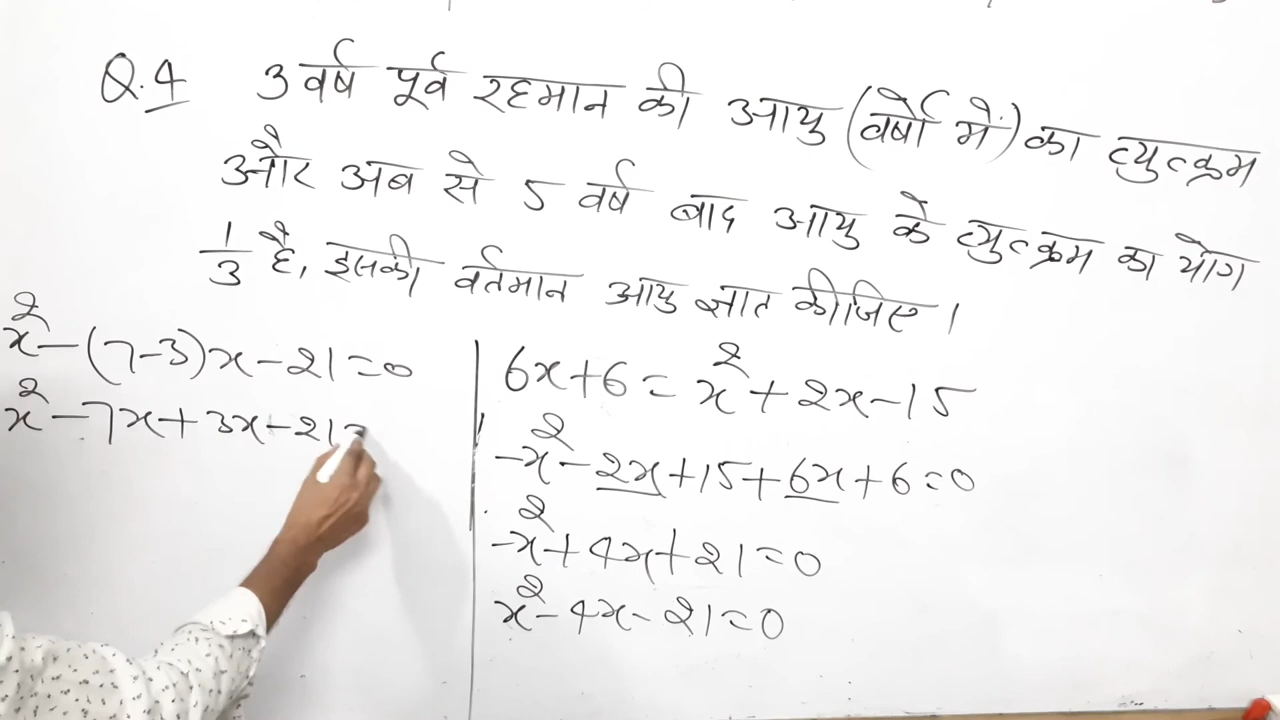 Q.4 3 वर्ष पूर्व रहमान की आयु (वर्षो में) का व्युत्क्रम
और अब से 5 वर्ष बाद आयु के व्युत्क्रम का योग
1/3 है, इसकी वर्तमान आयु ज्ञात कीजिए।
x² - (7-3)x - 21 = 0
x² - 7x + 3x - 21 =
6x + 6 = x² + 2x - 15
-x² - 2x + 15 + 6x + 6 = 0
-x² + 4x + 21 = 0
x² - 4x - 21 = 0